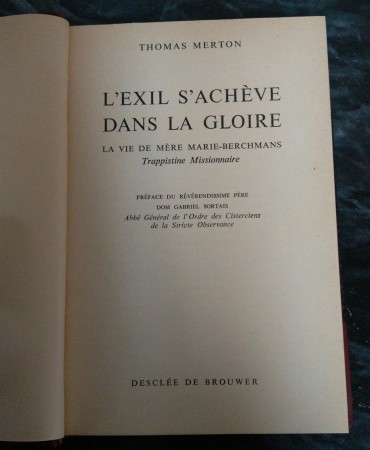 THOMAS MERTON
L'EXIL S'ACHÈVE
DANS LA GLOIRE
LA VIE DE MÈRE MARIE-BERCHMANS
Trappistine Missionnaire
PRÉFACE DU RÉVÉRENDISSIME PÈRE
DOM GABRIEL SORTAIS
Abbé Général de l'Ordre des Cisterciens
de la Stricte Observance
DESCLÉE DE BROUWER